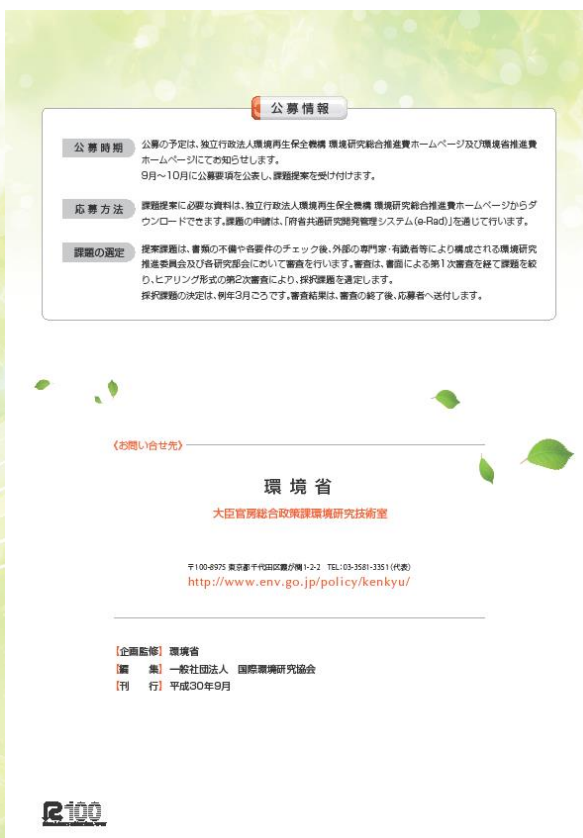 公募情報
公募時期
公募の予定は、独立行政法人環境再生保全機構 環境研究総合推進費ホームページ及び環境省推進費
ホームページにてお知らせします。
9月～10月に公募要項を公表し、課題提案を受け付けます。
応募方法
課題提案に必要な資料は、独立行政法人環境再生保全機構 環境研究総合推進費ホームページからダ
ウンロードできます。課題の申請は、「府省共通研究開発管理システム(e-Rad)」を通じて行います。
課題の選定
提案課題は、書類の不備や各要件のチェック後、外部の専門家・有識者等により構成される環境研究
推進委員会及び各研究部会において審査を行います。審査は、書面による第1次審査を経て課題を絞
り、ヒアリング形式の第2次審査により、採択課題を選定します。
採択課題の決定は、例年3月ごろです。審査結果は、審査の終了後、応募者へ送付します。
〈お問い合せ先〉
環境省
大臣官房総合政策課環境研究技術室
〒100-8975 東京都千代田区霞が関1-2-2 TEL:03-3581-3351(代表)
http://www.env.go.jp/policy/kenkyu/
【企画監修】 環境省
【編　集】 一般社団法人 国際環境研究協会
【刊　行】 平成30年9月
R100